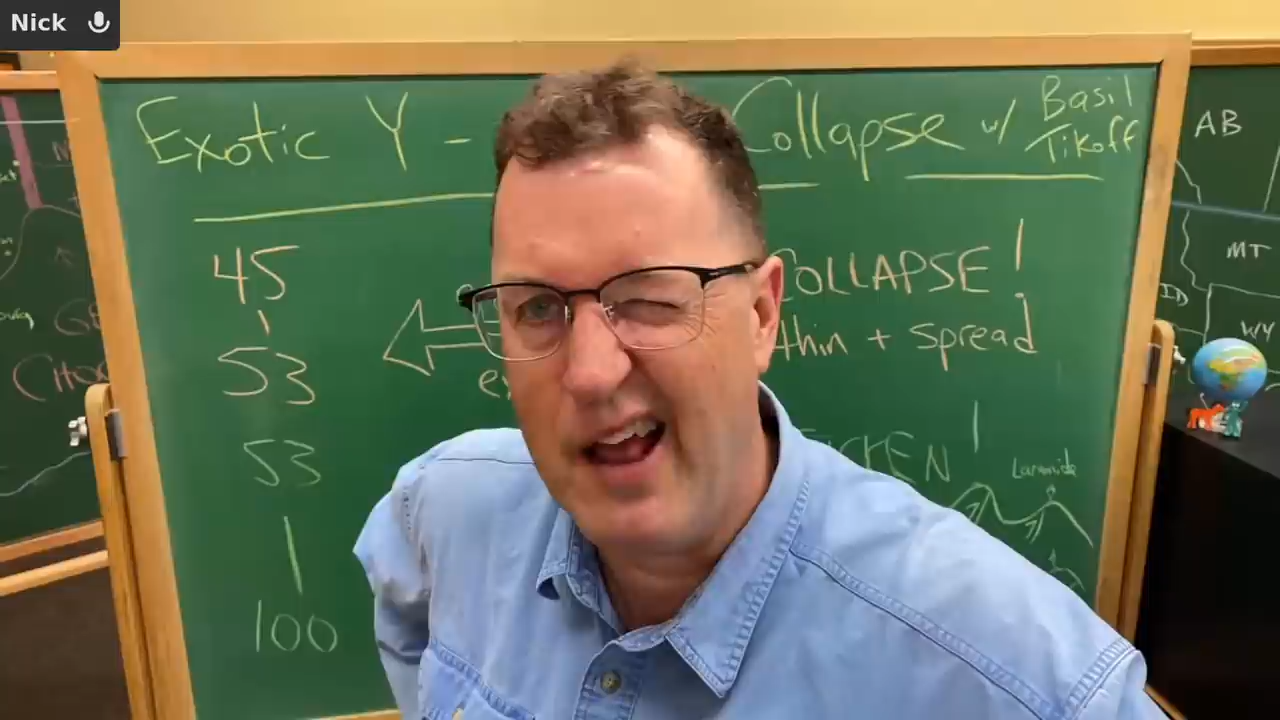 Nick
Exotic Y - Collapse w/ Basil
Tikoff
45
53
53
100
COLLAPSE!
thin + spread
Laramide
AB
MT
ID
WY